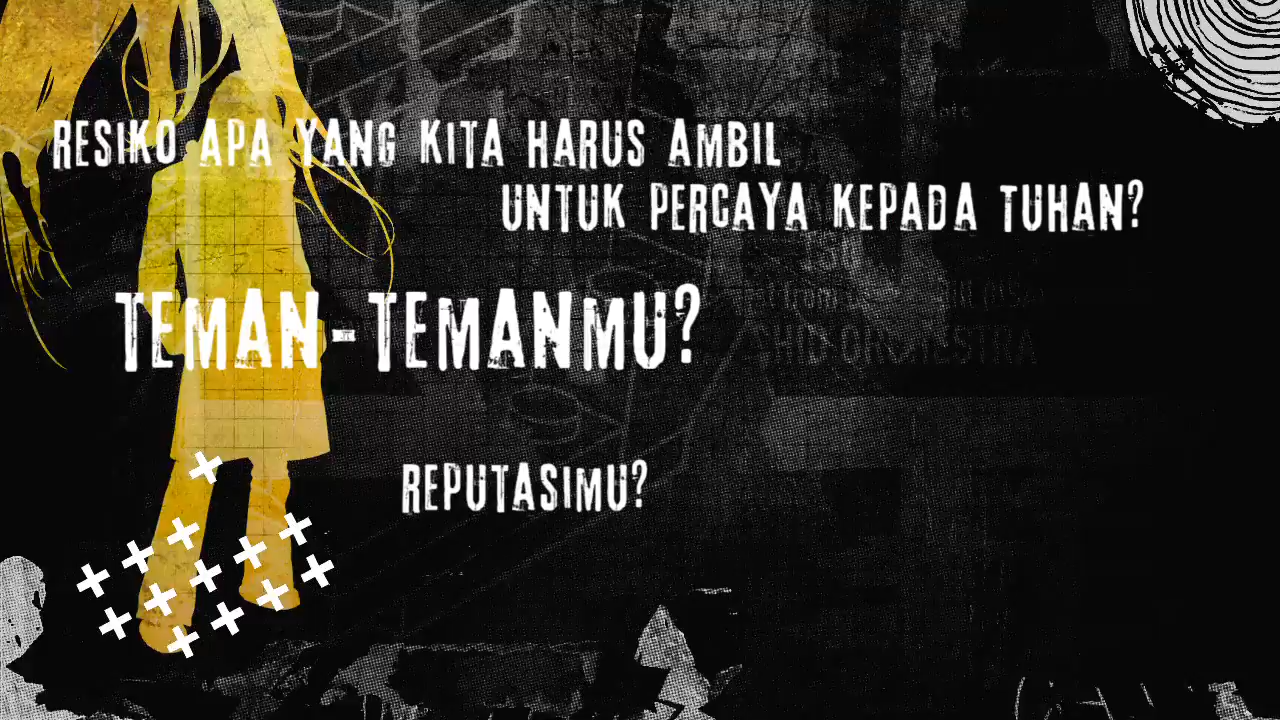 RESIKO APA YANG KITA HARUS AMBIL
UNTUK PERCAYA KEPADA TUHAN?
TEMAN-TEMANMU?
REPUTASIMU?